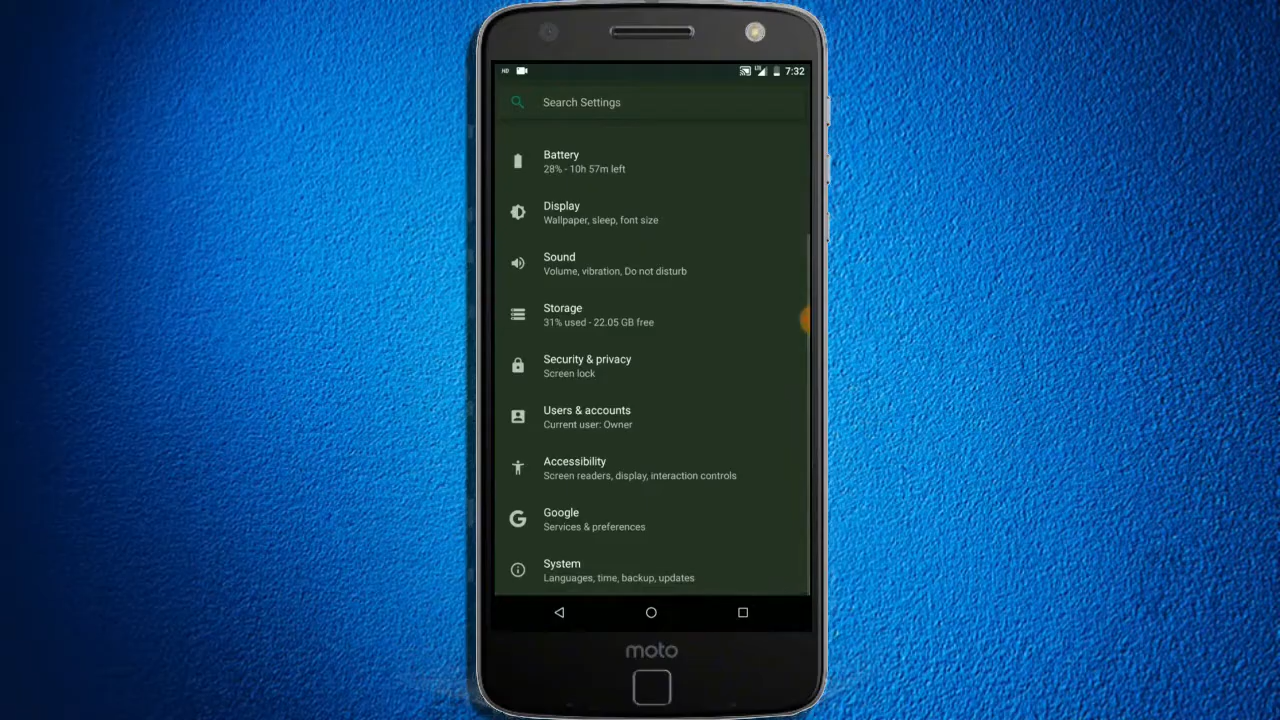 HD LTE 7:32
Search Settings
Battery
28% - 10h 57m left
Display
Wallpaper, sleep, font size
Sound
Volume, vibration, Do not disturb
Storage
31% used - 22.05 GB free
Security & privacy
Screen lock
Users & accounts
Current user: Owner
Accessibility
Screen readers, display, interaction controls
Google
Services & preferences
System
Languages, time, backup, updates
moto